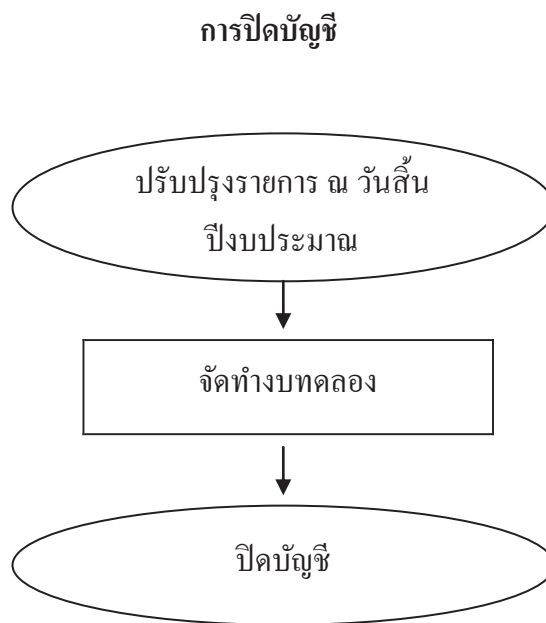 การปิดบัญชี
ปรับปรุงรายการ ณ วันสิ้น
ปีงบประมาณ
จัดทำงบทดลอง
ปิดบัญชี